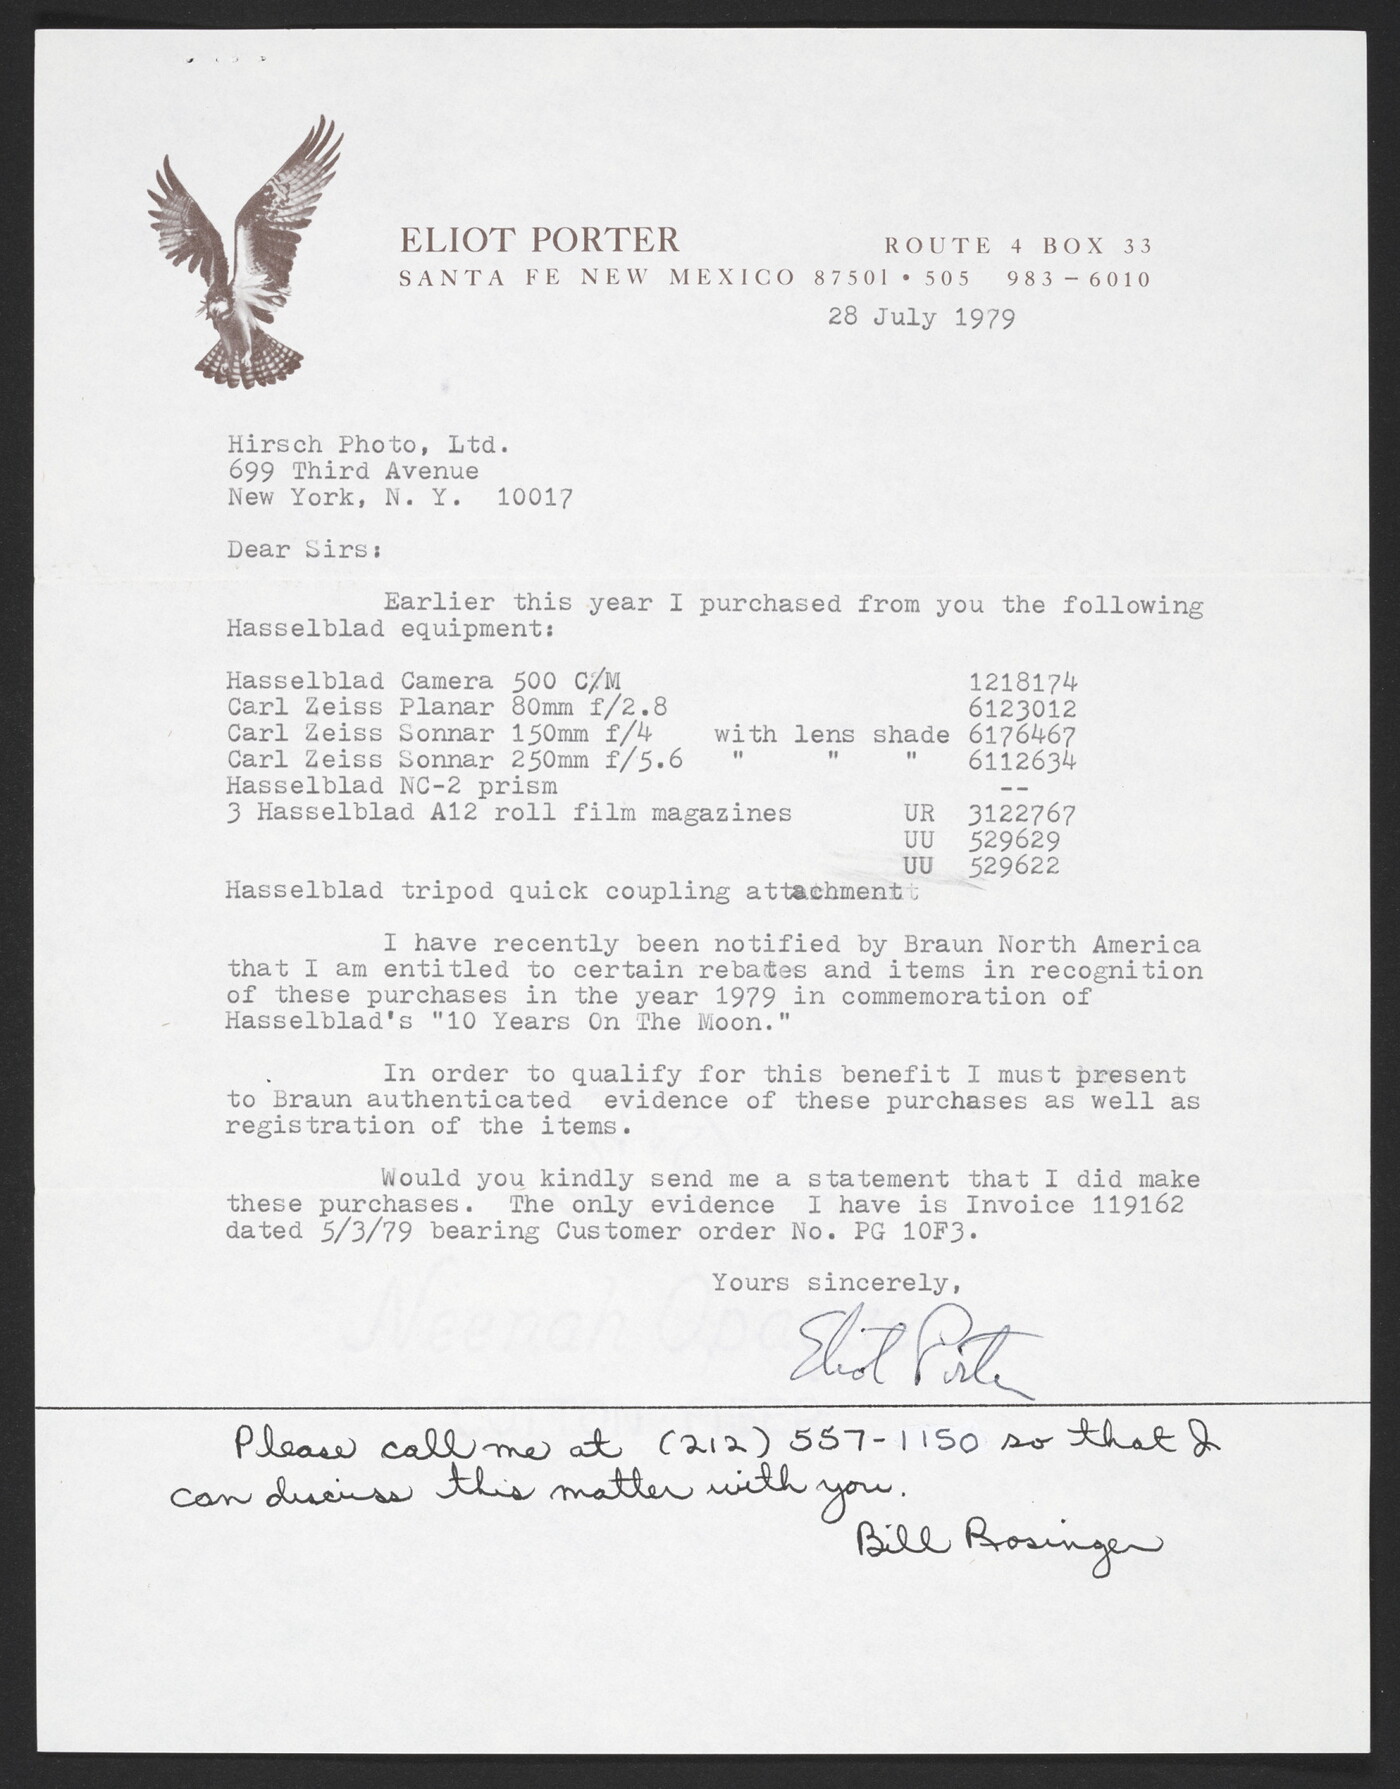 ELIOT PORTER ROUTE 4 BOX 33
SANTA FE NEW MEXICO 87501 • 505 983-6010
28 July 1979
Hirsch Photo, Ltd.
699 Third Avenue
New York, N. Y. 10017
Dear Sirs:
Earlier this year I purchased from you the following
Hasselblad equipment:
Hasselblad Camera 500 C/M 1218174
Carl Zeiss Planar 80mm f/2.8 6123012
Carl Zeiss Sonnar 150mm f/4 with lens shade 6176467
Carl Zeiss Sonnar 250mm f/5.6 " " " 6112634
Hasselblad NC-2 prism --
3 Hasselblad A12 roll film magazines UR 3122767
UU 529629
UU 529622
Hasselblad tripod quick coupling attachment
I have recently been notified by Braun North America
that I am entitled to certain rebates and items in recognition
of these purchases in the year 1979 in commemoration of
Hasselblad's "10 Years On The Moon."
In order to qualify for this benefit I must present
to Braun authenticated evidence of these purchases as well as
registration of the items.
Would you kindly send me a statement that I did make
these purchases. The only evidence I have is Invoice 119162
dated 5/3/79 bearing Customer order No. PG 10F3.
Yours sincerely,
Eliot Porter
Please call me at (212) 557-1150 so that I
can discuss this matter with you.
Bill Rosinger